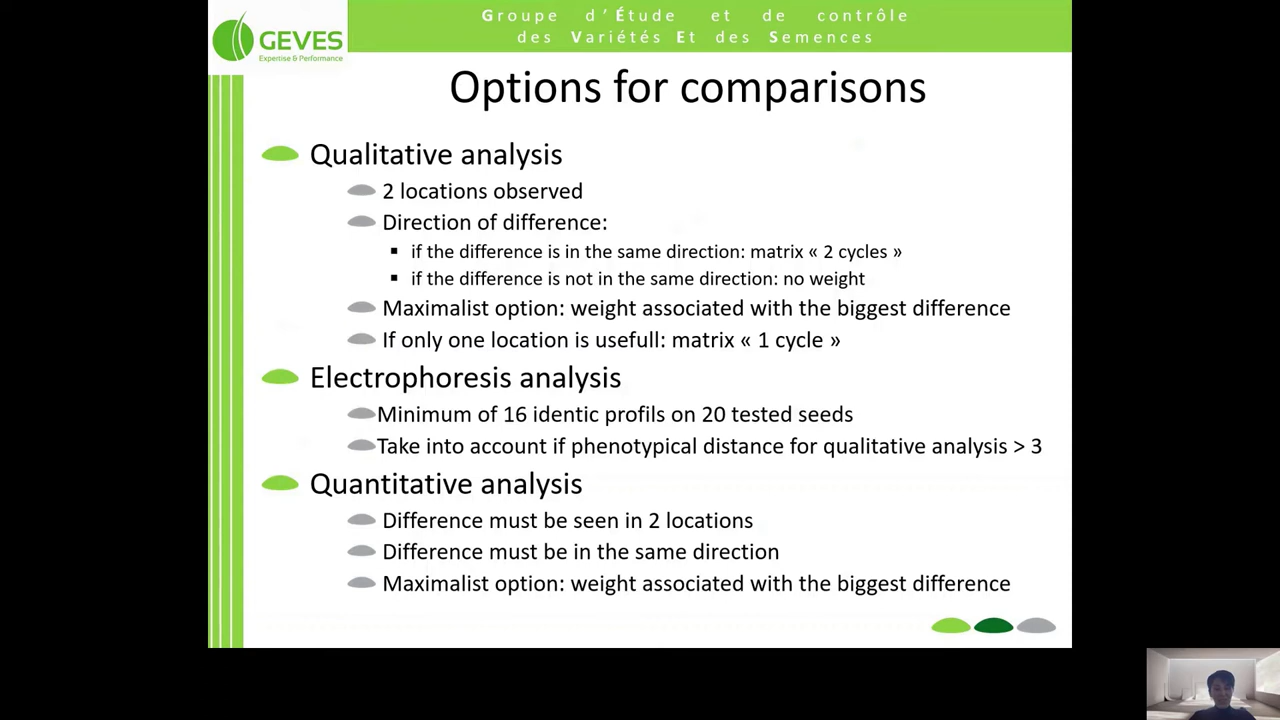 GEVES
Expertise & Performance
Groupe d'Étude et de contrôle
des Variétés Et des Semences
Options for comparisons
Qualitative analysis
2 locations observed
Direction of difference:
if the difference is in the same direction: matrix « 2 cycles »
if the difference is not in the same direction: no weight
Maximalist option: weight associated with the biggest difference
If only one location is usefull: matrix « 1 cycle »
Electrophoresis analysis
Minimum of 16 identic profils on 20 tested seeds
Take into account if phenotypical distance for qualitative analysis > 3
Quantitative analysis
Difference must be seen in 2 locations
Difference must be in the same direction
Maximalist option: weight associated with the biggest difference